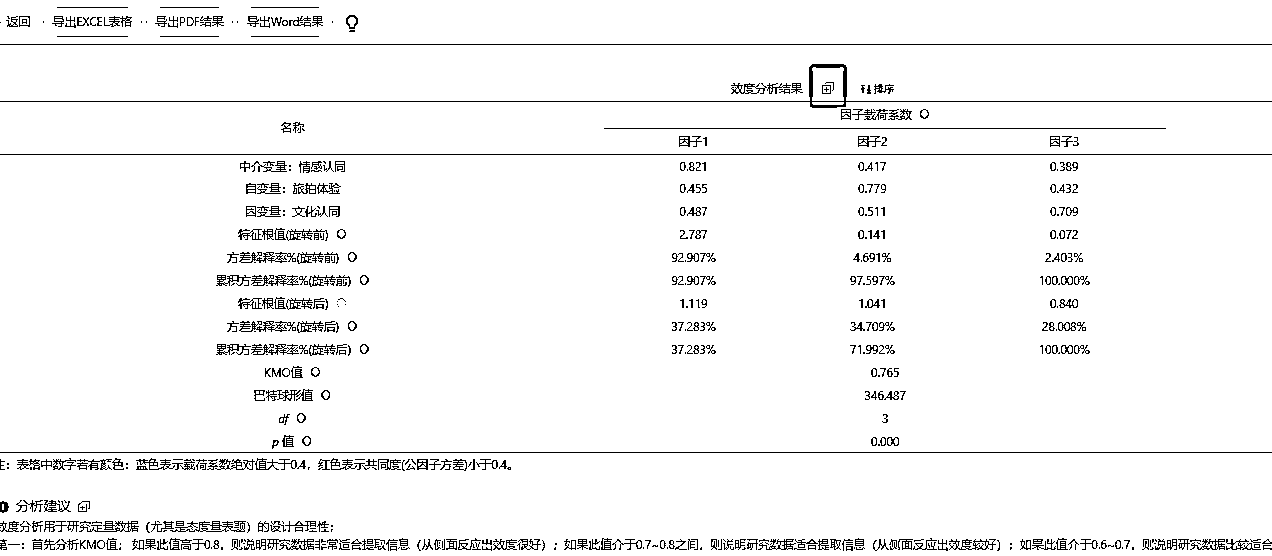 返回 · 导出EXCEL表格 ·· 导出PDF结果 ·· 导出Word结果 ·
效度分析结果 排序
名称 因子载荷系数
因子1 因子2 因子3
中介变量：情感认同 0.821 0.417 0.389
自变量：旅拍体验 0.455 0.779 0.432
因变量：文化认同 0.487 0.511 0.709
特征根值(旋转前) 2.787 0.141 0.072
方差解释率%(旋转前) 92.907% 4.691% 2.403%
累积方差解释率%(旋转前) 92.907% 97.597% 100.000%
特征根值(旋转后) 1.119 1.041 0.840
方差解释率%(旋转后) 37.283% 34.709% 28.008%
累积方差解释率%(旋转后) 37.283% 71.992% 100.000%
KMO值 0.765
巴特球形值 346.487
df 3
p 值 0.000
注：表格中数字若有颜色：蓝色表示载荷系数绝对值大于0.4，红色表示共同度(公因子方差)小于0.4。
分析建议
效度分析用于研究定量数据（尤其是态度量表题）的设计合理性；
第一：首先分析KMO值；如果此值高于0.8，则说明研究数据非常适合提取信息（从侧面反应出效度很好）；如果此值介于0.7~0.8之间，则说明研究数据适合提取信息（从侧面反应出效度较好）；如果此值介于0.6~0.7，则说明研究数据比较适合